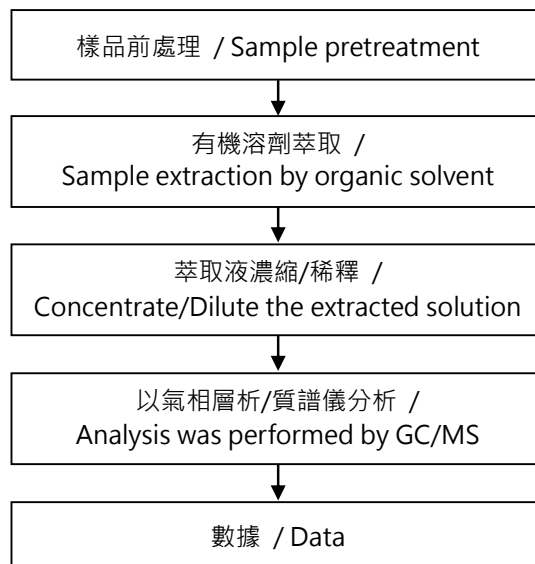 樣品前處理 / Sample pretreatment
有機溶劑萃取 /
Sample extraction by organic solvent
萃取液濃縮/稀釋 /
Concentrate/Dilute the extracted solution
以氣相層析/質譜儀分析 /
Analysis was performed by GC/MS
數據 / Data